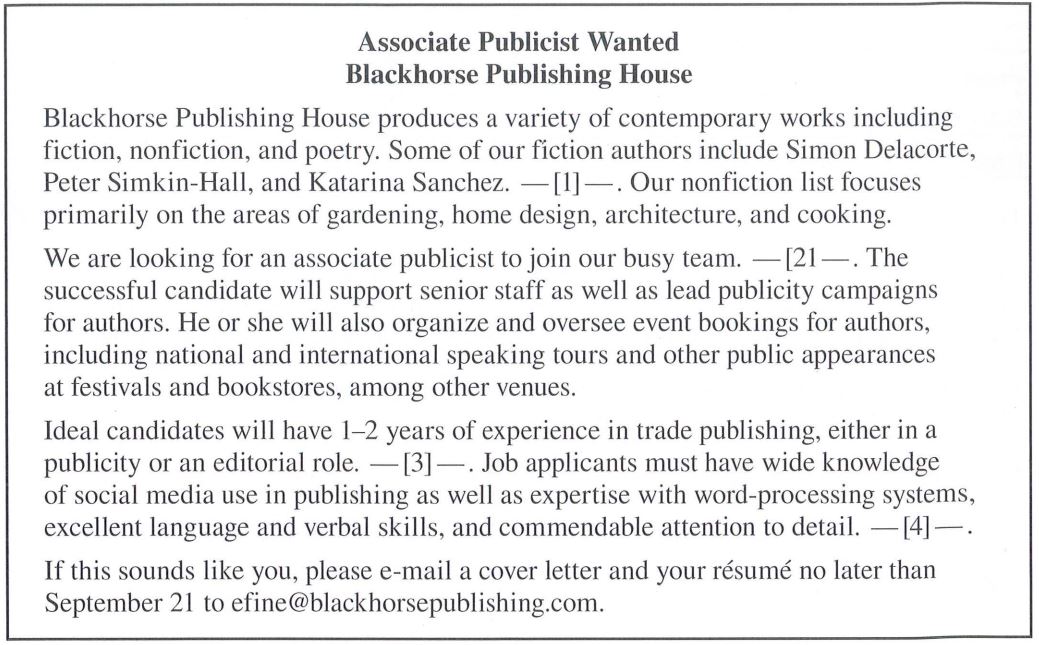 Associate Publicist Wanted
Blackhorse Publishing House
Blackhorse Publishing House produces a variety of contemporary works including
fiction, nonfiction, and poetry. Some of our fiction authors include Simon Delacorte,
Peter Simkin-Hall, and Katarina Sanchez. —[1]—. Our nonfiction list focuses
primarily on the areas of gardening, home design, architecture, and cooking.
We are looking for an associate publicist to join our busy team. —[21—. The
successful candidate will support senior staff as well as lead publicity campaigns
for authors. He or she will also organize and oversee event bookings for authors,
including national and international speaking tours and other public appearances
at festivals and bookstores, among other venues.
Ideal candidates will have 1–2 years of experience in trade publishing, either in a
publicity or an editorial role. —[3]—. Job applicants must have wide knowledge
of social media use in publishing as well as expertise with word-processing systems,
excellent language and verbal skills, and commendable attention to detail. —[4]—.
If this sounds like you, please e-mail a cover letter and your résumé no later than
September 21 to efine@blackhorsepublishing.com.